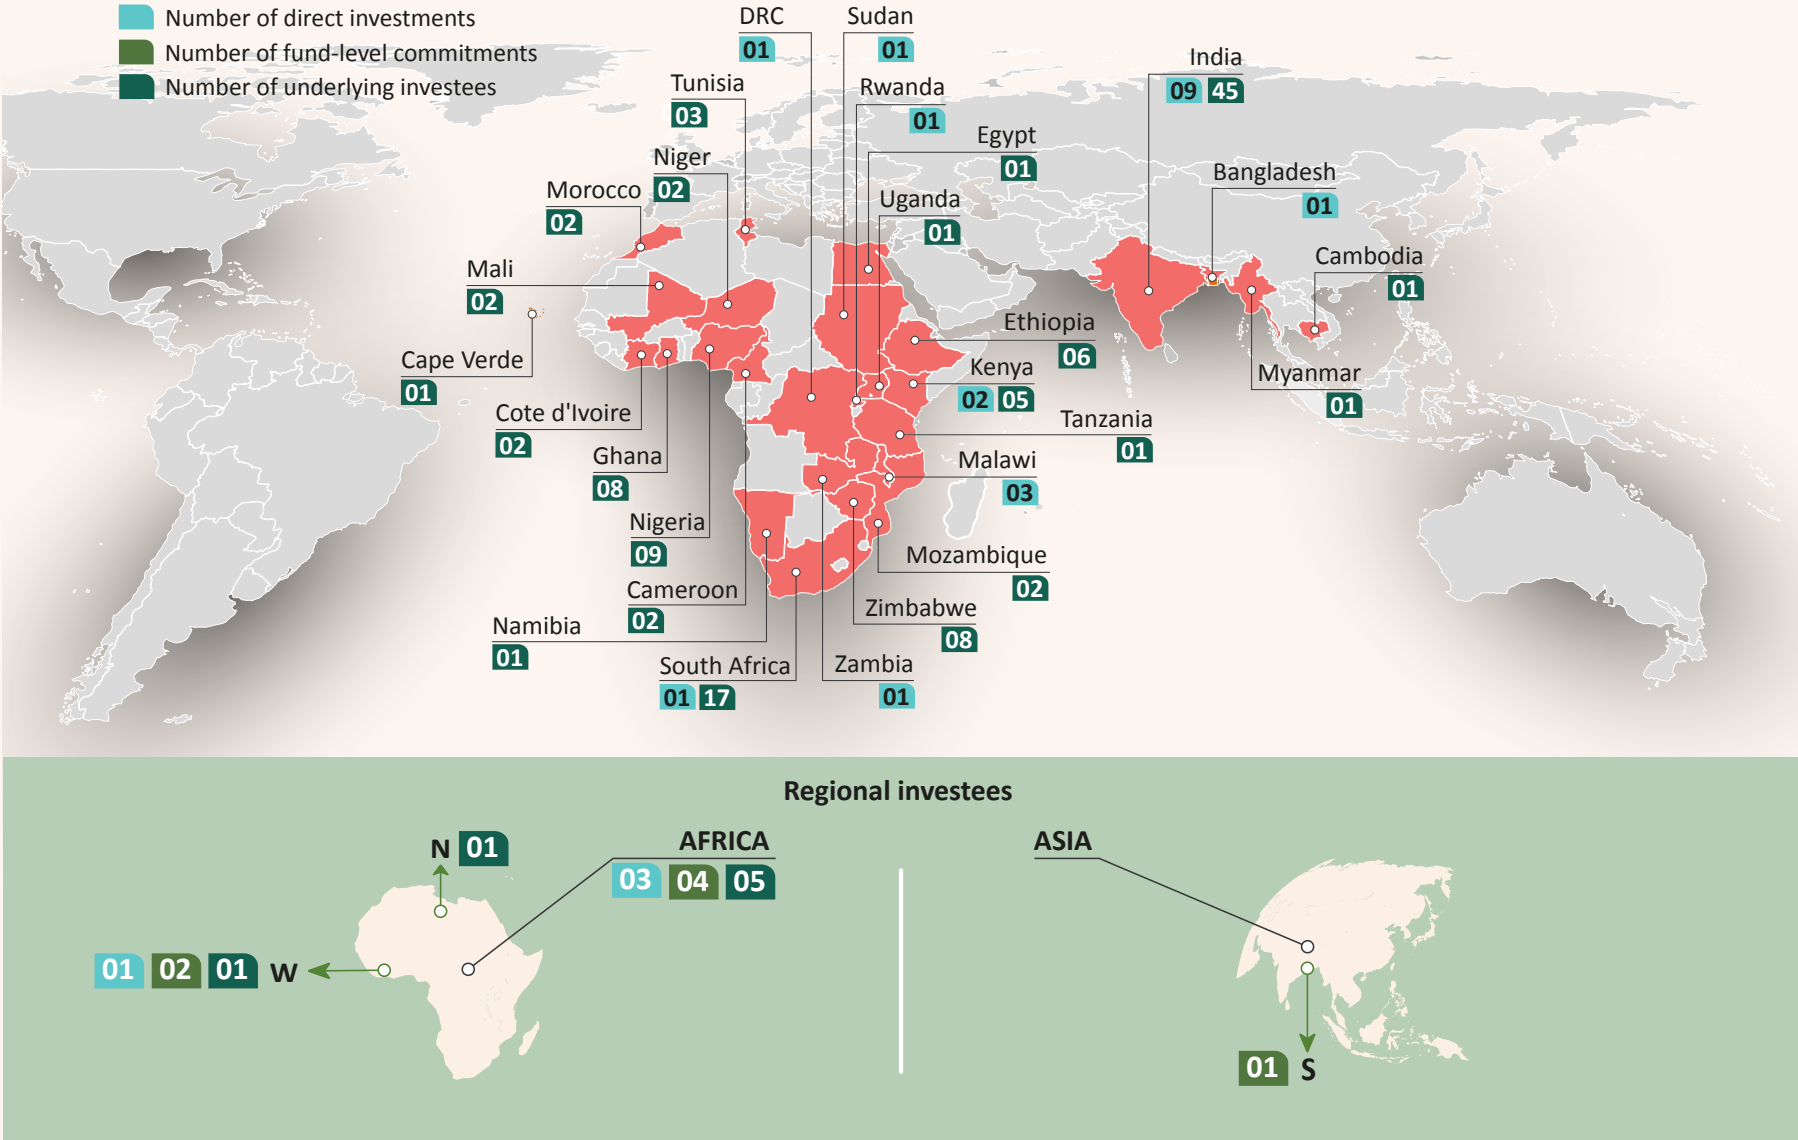 Number of direct investments
Number of fund-level commitments
Number of underlying investees
DRC
01
Sudan
01
India
09 45
Tunisia
03
Rwanda
01
Egypt
01
Niger
02
Bangladesh
01
Morocco
02
Uganda
01
Cambodia
01
Mali
02
Ethiopia
06
Cape Verde
01
Kenya
02 05
Myanmar
01
Cote d'Ivoire
02
Tanzania
01
Ghana
08
Malawi
03
Nigeria
09
Mozambique
02
Cameroon
02
Zimbabwe
08
Namibia
01
South Africa
01 17
Zambia
01
Regional investees
N 01
AFRICA
03 04 05
01 02 01 W
ASIA
01 S